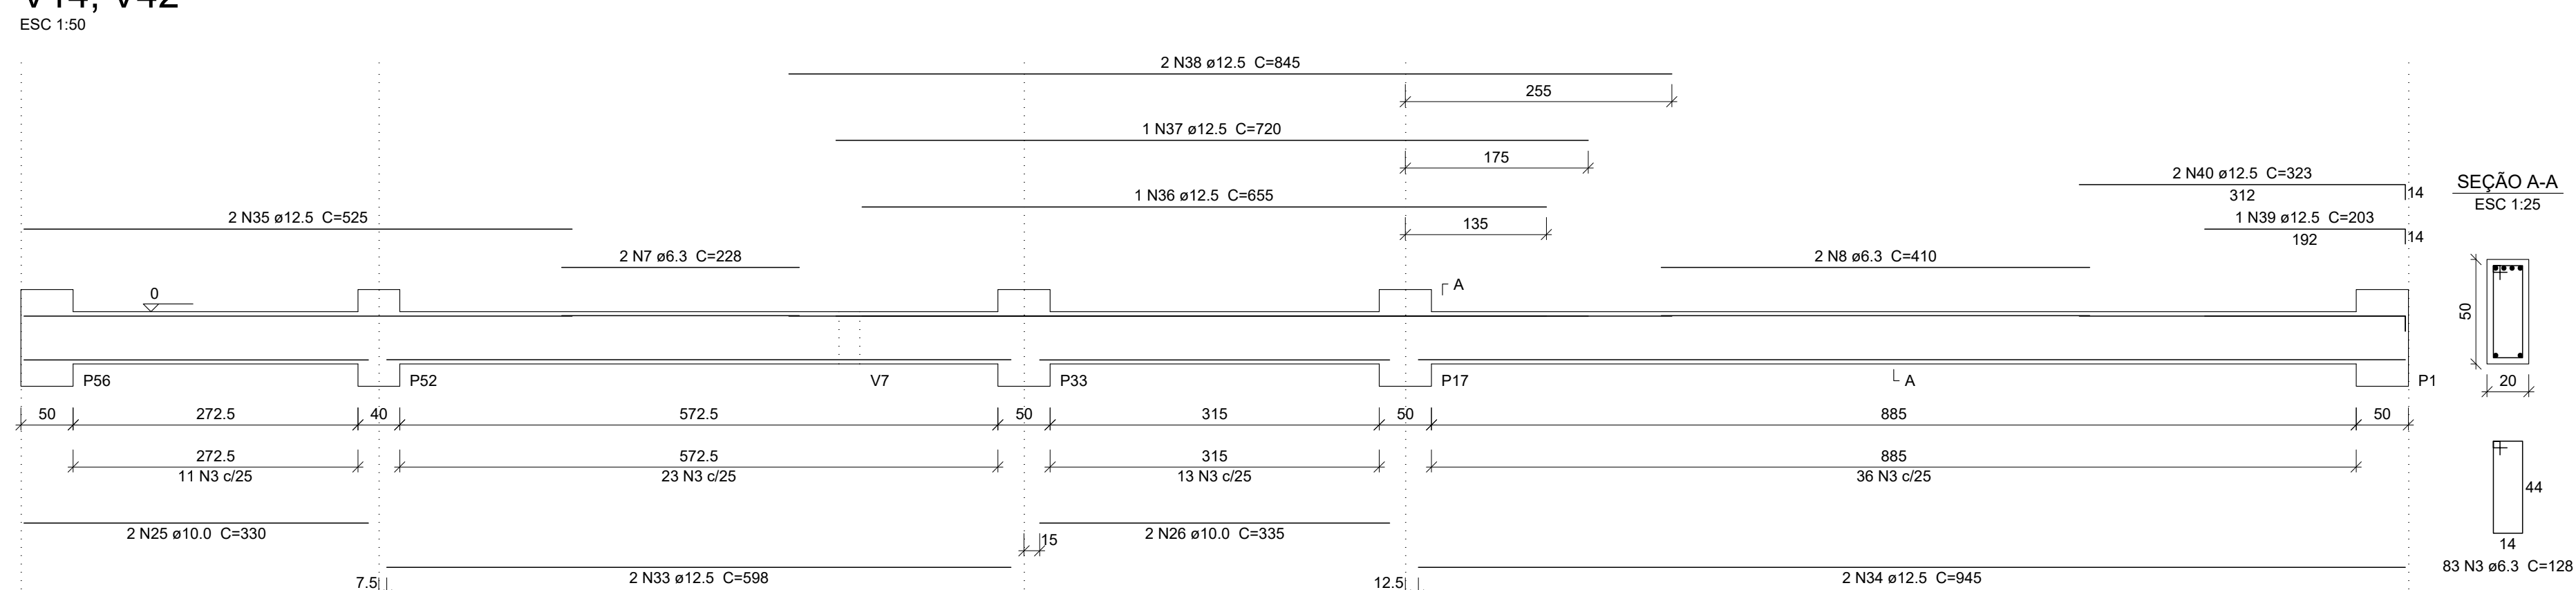 V14, V42
ESC 1:50
2 N38 ø12.5 C=845
255
1 N37 ø12.5 C=720
175
2 N40 ø12.5 C=323
312
14
1 N36 ø12.5 C=655
135
2 N35 ø12.5 C=525
1 N39 ø12.5 C=203
192
14
2 N7 ø6.3 C=228
2 N8 ø6.3 C=410
SEÇÃO A-A
ESC 1:25
0
A
50
20
P56
P52
V7
P33
P17
A
P1
50
272.5
40
572.5
50
315
50
885
50
272.5
11 N3 c/25
572.5
23 N3 c/25
315
13 N3 c/25
885
36 N3 c/25
44
14
83 N3 ø6.3 C=128
2 N25 ø10.0 C=330
15
2 N26 ø10.0 C=335
7.5
2 N33 ø12.5 C=598
12.5
2 N34 ø12.5 C=945